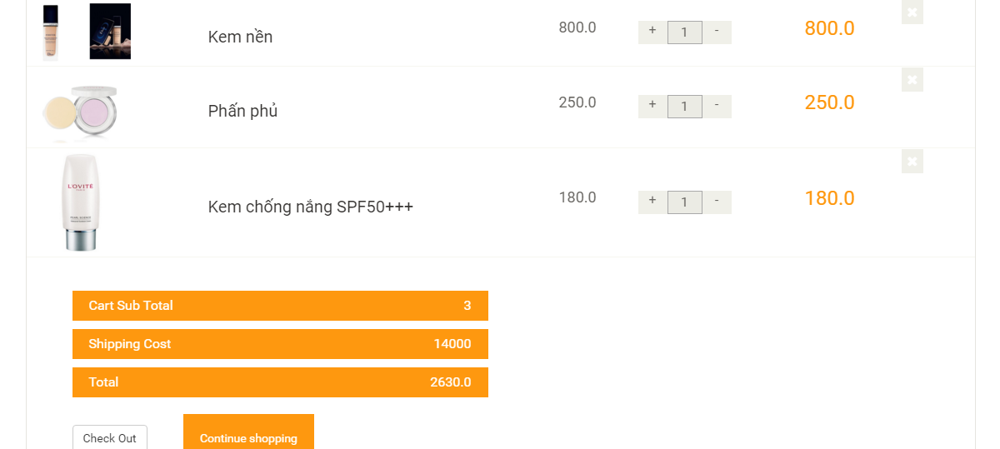 Kem nền 800.0 + 1 - 800.0
Phấn phủ 250.0 + 1 - 250.0
L'OVITÉ
Kem chống nắng SPF50+++ 180.0 + 1 - 180.0
Cart Sub Total 3
Shipping Cost 14000
Total 2630.0
Check Out Continue shopping